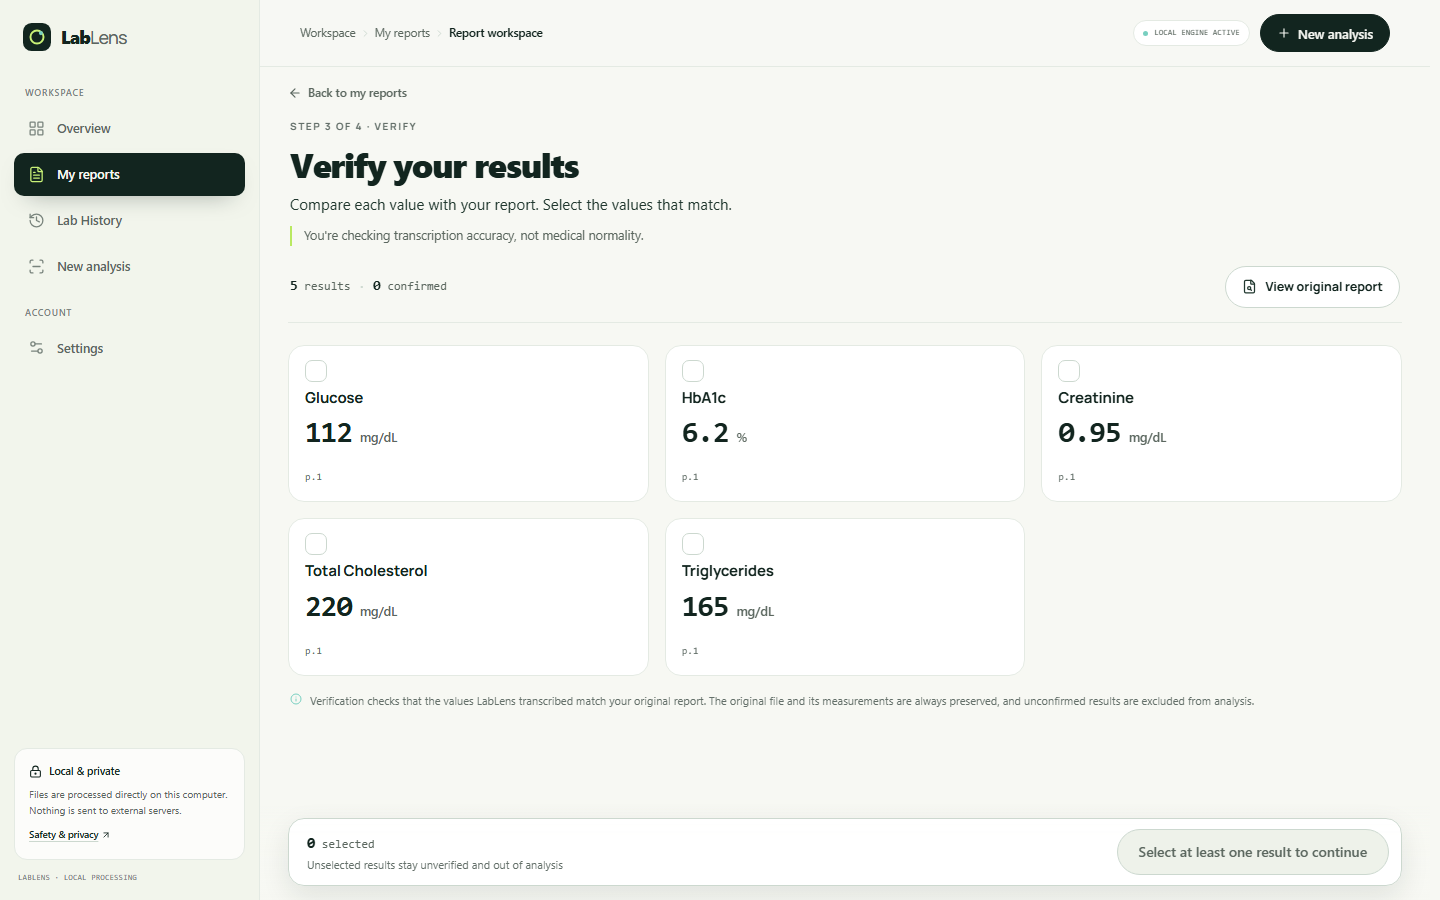 LabLens
Workspace › My reports › Report workspace
LOCAL ENGINE ACTIVE
+ New analysis
WORKSPACE
Overview
My reports
Lab History
New analysis
ACCOUNT
Settings
Local & private
Files are processed directly on this computer.
Nothing is sent to external servers.
Safety & privacy ↗
LABLENS · LOCAL PROCESSING
← Back to my reports
STEP 3 OF 4 · VERIFY
Verify your results
Compare each value with your report. Select the values that match.
You're checking transcription accuracy, not medical normality.
5 results · 0 confirmed
View original report
Glucose
112 mg/dL
p.1
HbA1c
6.2 %
p.1
Creatinine
0.95 mg/dL
p.1
Total Cholesterol
220 mg/dL
p.1
Triglycerides
165 mg/dL
p.1
Verification checks that the values LabLens transcribed match your original report. The original file and its measurements are always preserved, and unconfirmed results are excluded from analysis.
0 selected
Unselected results stay unverified and out of analysis
Select at least one result to continue